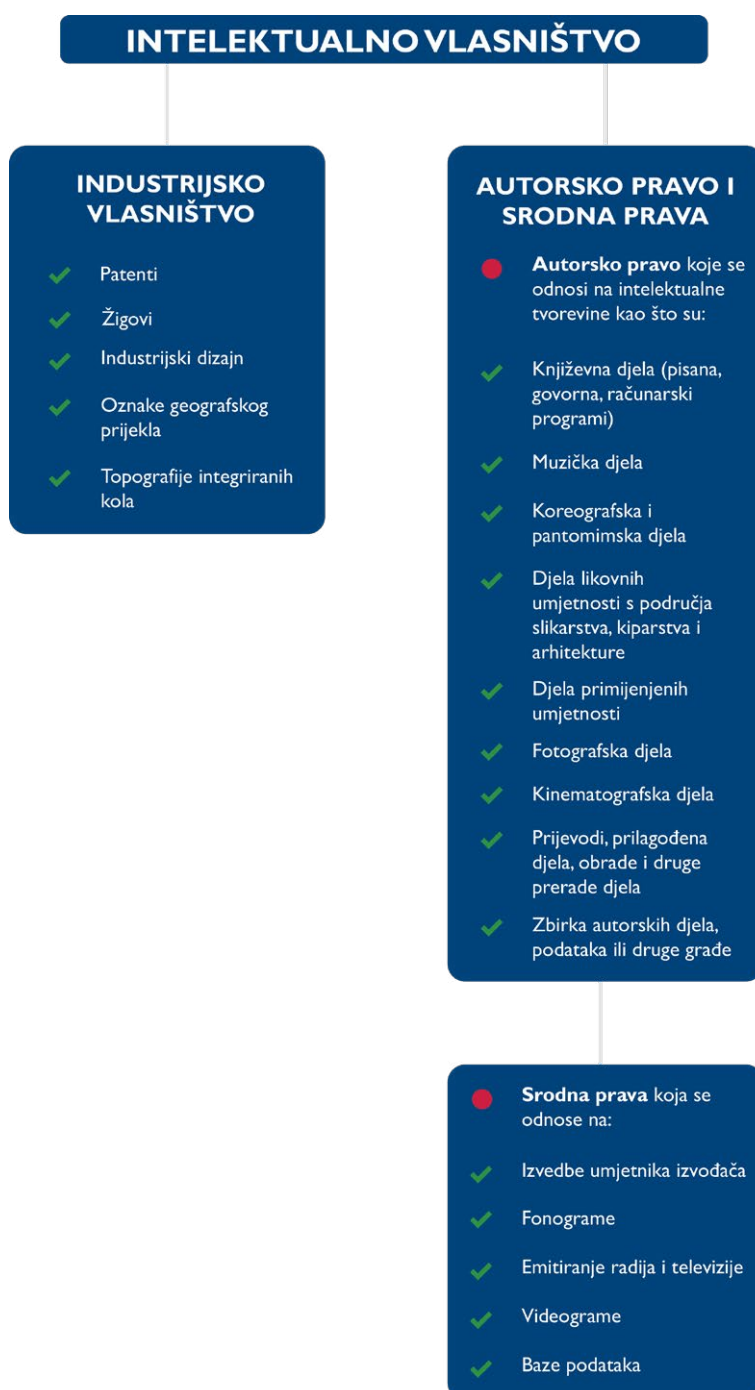 INTELEKTUALNO VLASNIŠTVO
INDUSTRIJSKO
VLASNIŠTVO
Patenti
Žigovi
Industrijski dizajn
Oznake geografskog
prijekla
Topografije integriranih
kola
AUTORSKO PRAVO I
SRODNA PRAVA
Autorsko pravo koje se
odnosi na intelektualne
tvorevine kao što su:
Književna djela (pisana,
govorna, računarski
programi)
Muzička djela
Koreografska i
pantomimska djela
Djela likovnih
umjetnosti s područja
slikarstva, kiparstva i
arhitekture
Djela primijenjenih
umjetnosti
Fotografska djela
Kinematografska djela
Prijevodi, prilagođena
djela, obrade i druge
prerade djela
Zbirka autorskih djela,
podataka ili druge građe
Srodna prava koja se
odnose na:
Izvedbe umjetnika izvođača
Fonograme
Emitiranje radija i televizije
Videograme
Baze podataka